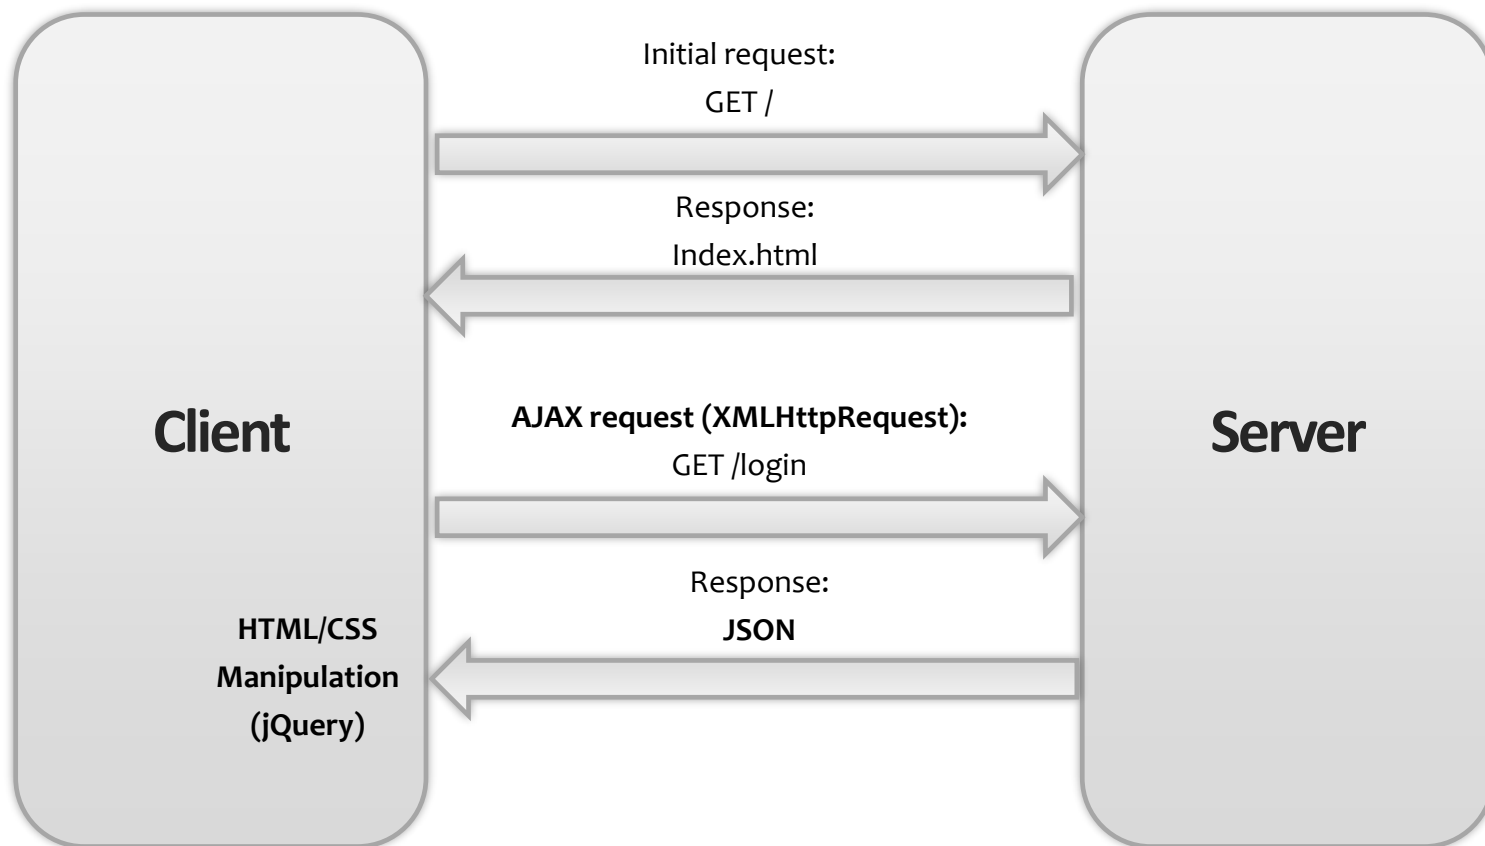 Initial request:
GET /
Response:
Index.html
Client
AJAX request (XMLHttpRequest):
GET /login
Server
Response:
JSON
HTML/CSS
Manipulation
(jQuery)